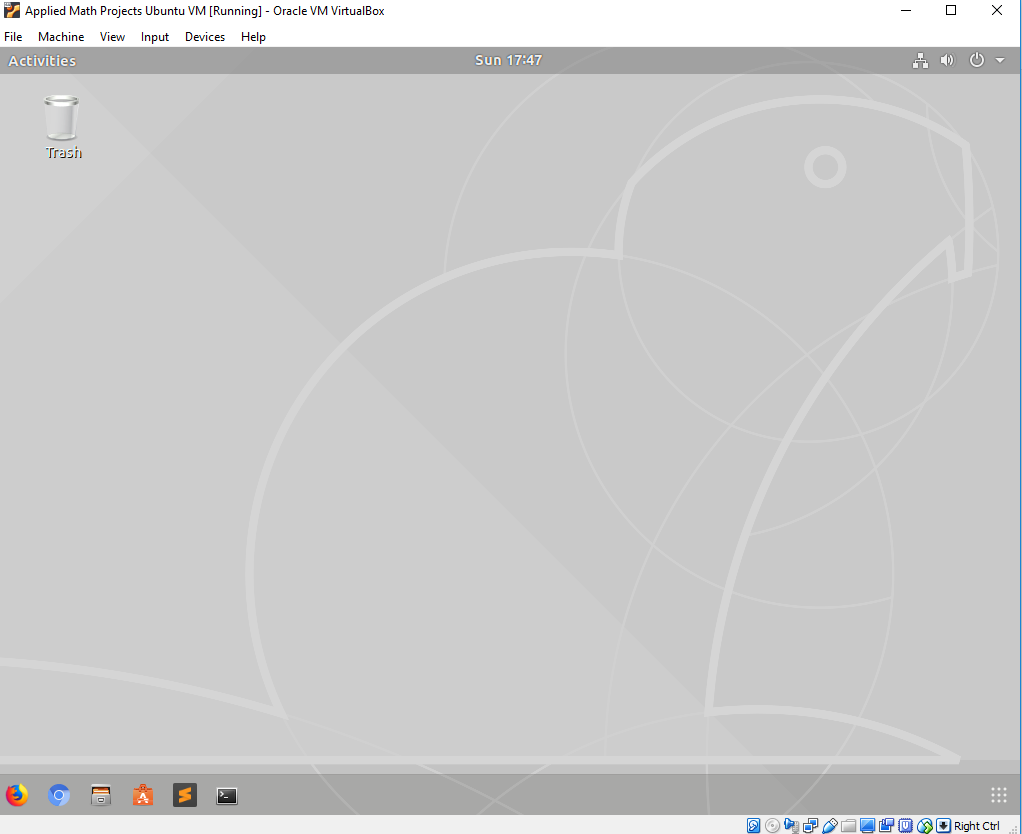 Applied Math Projects Ubuntu VM [Running] - Oracle VM VirtualBox
File Machine View Input Devices Help
Activities Sun 17:47
Trash
Right Ctrl